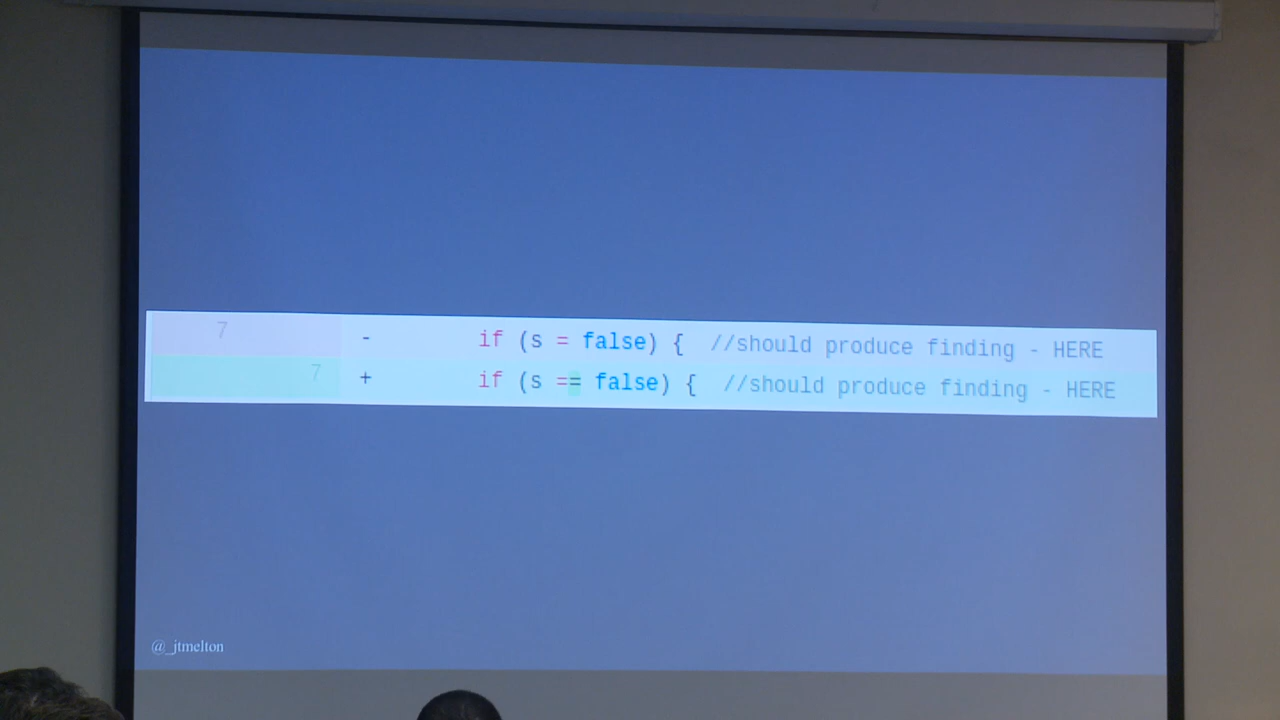 7 - if (s = false) { //should produce finding - HERE
7 + if (s == false) { //should produce finding - HERE
@_jtmelton